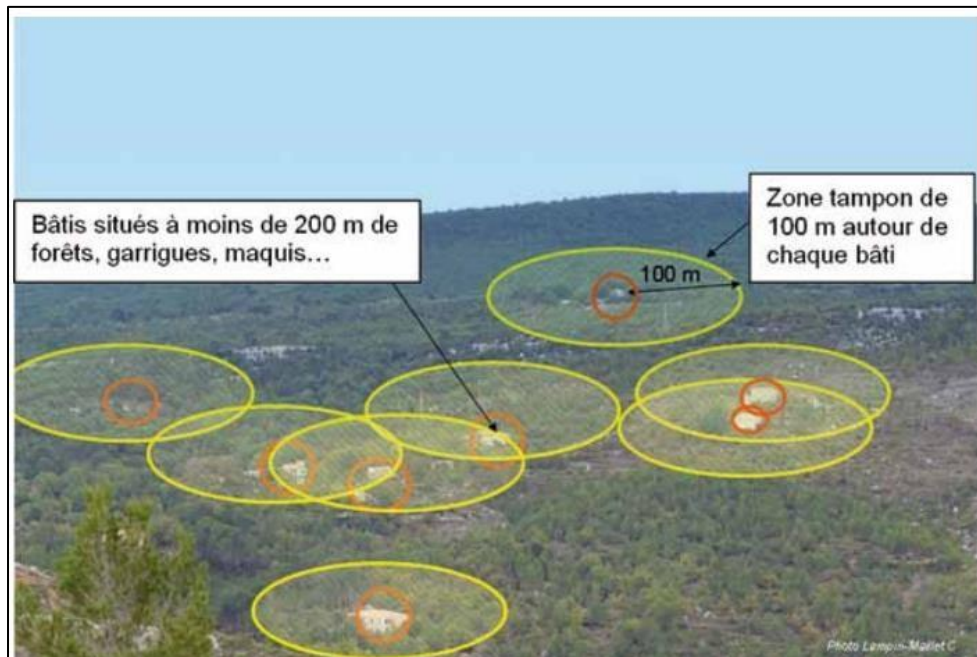 Bâtis situés à moins de 200 m de
forêts, garrigues, maquis...
Zone tampon de
100 m autour de
chaque bâti
100 m
Photo Lampin-Maillet C